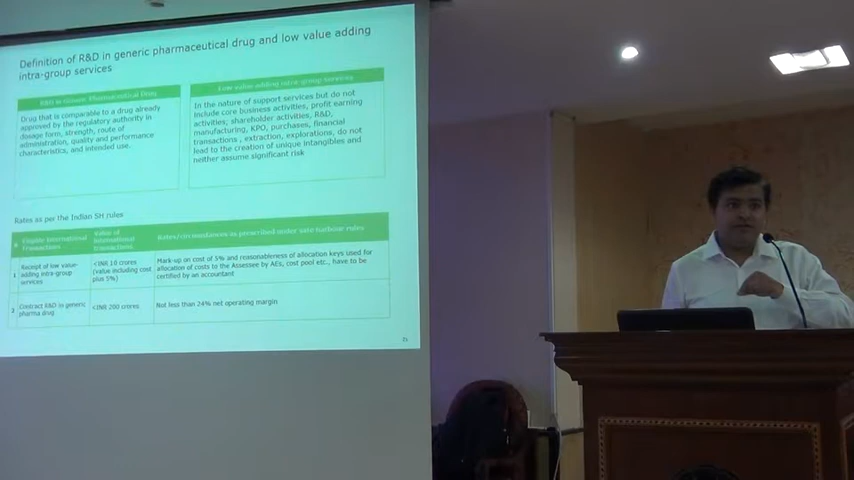 Definition of R&D in generic pharmaceutical drug and low value adding
intra-group services
R&D in Generic Pharmaceutical Drug
Low value adding intra-group services
Drug that is comparable to a drug already
approved by the regulatory authority in
dosage form, strength, route of
administration, quality and performance
characteristics, and intended use.
In the nature of support services but do not
include core business activities, profit earning
activities, shareholder activities, R&D,
manufacturing, KPO, purchases, financial
transactions , extraction, explorations, do not
lead to the creation of unique intangibles and
neither assume significant risk
Rates as per the Indian SH rules
# Eligible International
Transactions
Value of
international
transactions
Rates/circumstances as prescribed under safe harbour rules
1 Receipt of low value-
adding intra-group
services
<INR 10 crores
(value including cost
plus 5%)
Mark-up on cost of 5% and reasonableness of allocation keys used for
allocation of costs to the Assessee by AEs, cost pool etc., have to be
certified by an accountant
2 Contract R&D in generic
pharma drug
<INR 200 crores
Not less than 24% net operating margin